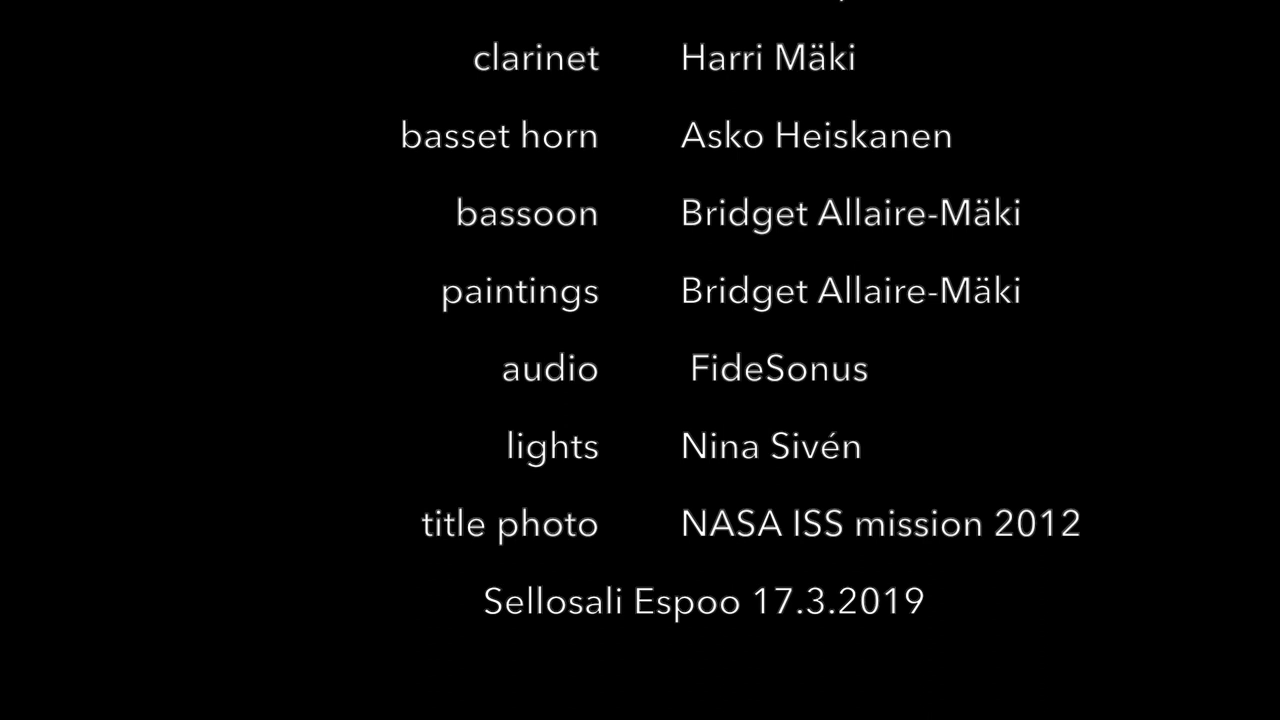 clarinet Harri Mäki
basset horn Asko Heiskanen
bassoon Bridget Allaire-Mäki
paintings Bridget Allaire-Mäki
audio FideSonus
lights Nina Sivén
title photo NASA ISS mission 2012
Sellosali Espoo 17.3.2019